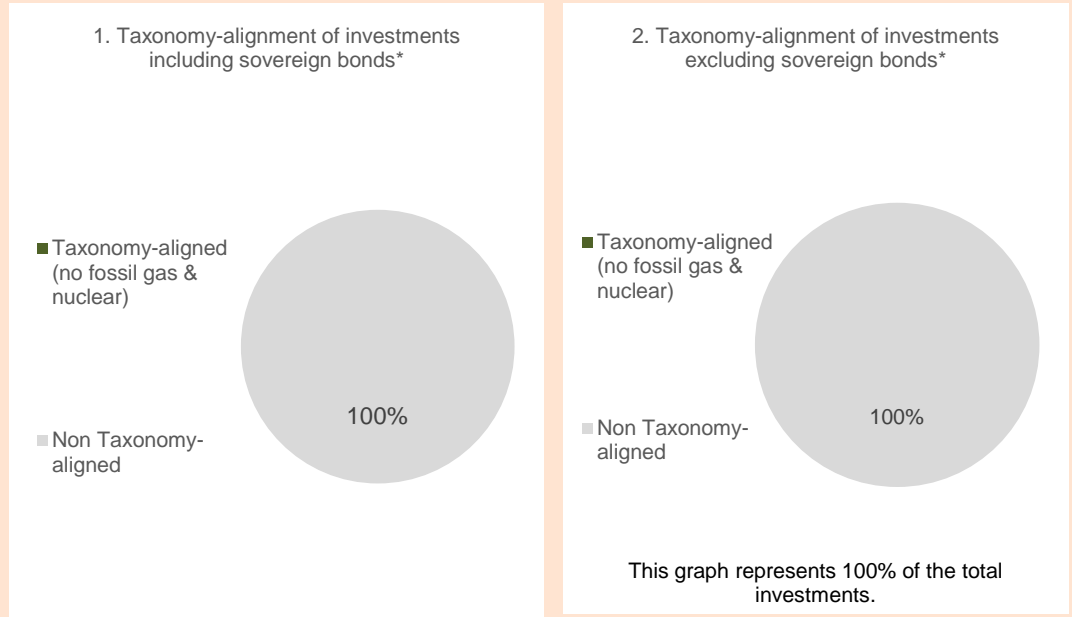 1. Taxonomy-alignment of investments
including sovereign bonds*
Taxonomy-aligned
(no fossil gas &
nuclear)
100%
Non Taxonomy-
aligned
2. Taxonomy-alignment of investments
excluding sovereign bonds*
Taxonomy-aligned
(no fossil gas &
nuclear)
100%
Non Taxonomy-
aligned
This graph represents 100% of the total
investments.